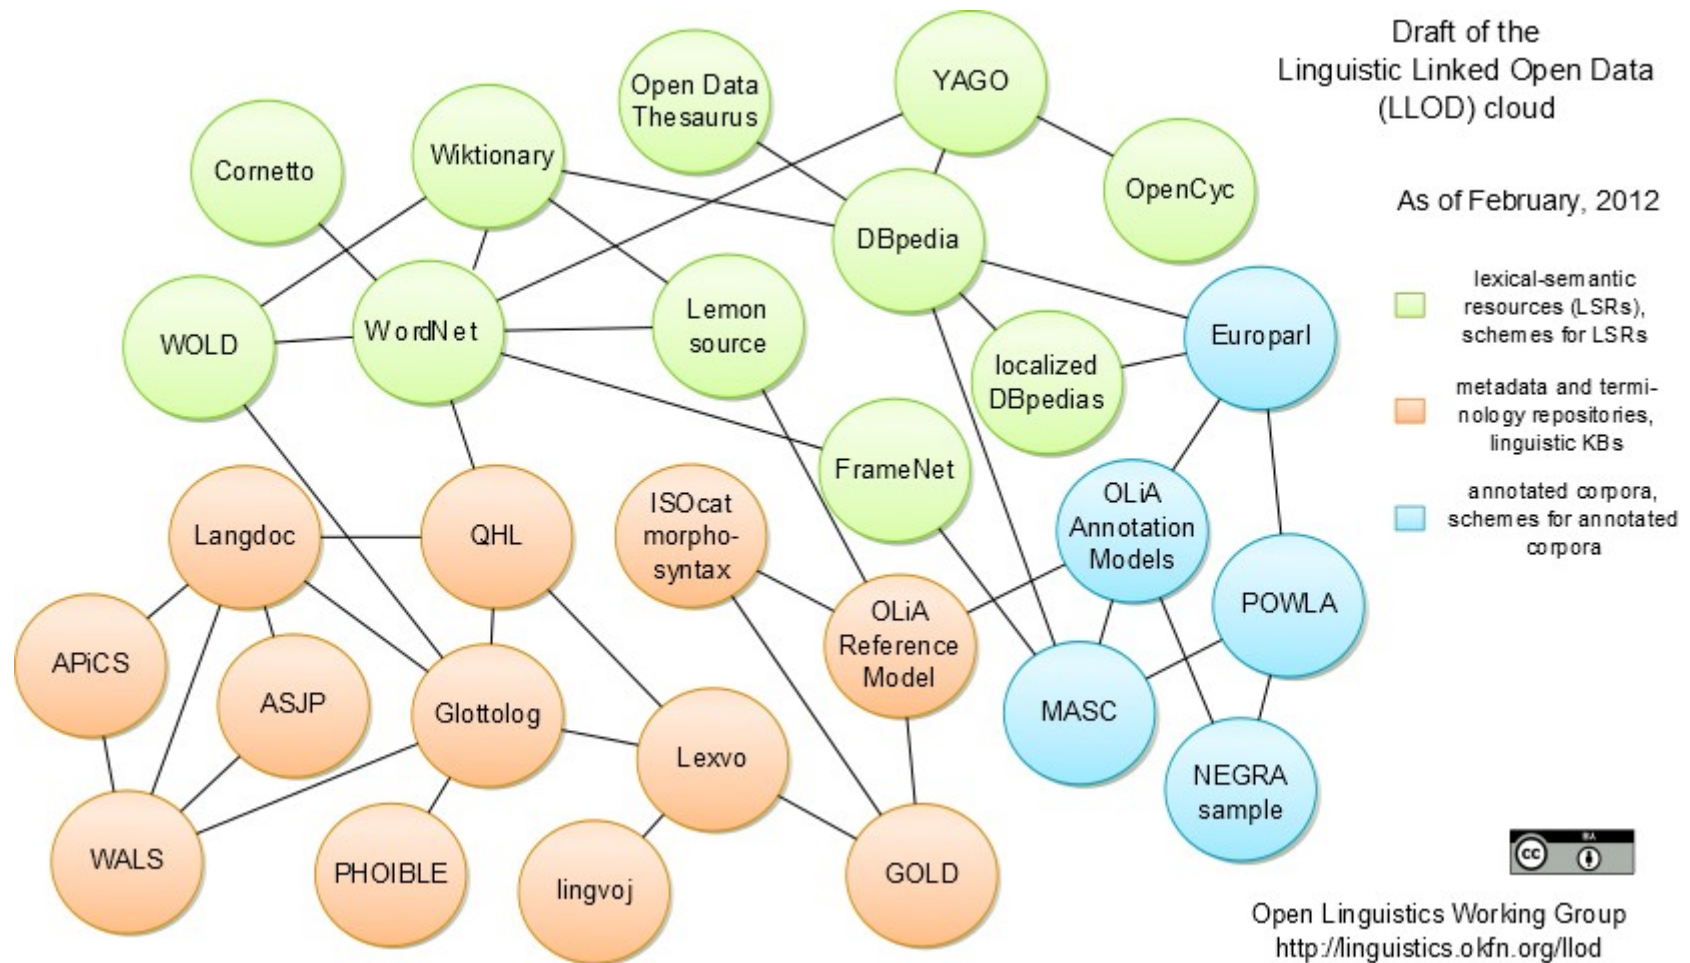 Draft of the
Linguistic Linked Open Data
(LLOD) cloud
As of February, 2012
lexical-semantic
resources (LSRs),
schemes for LSRs
metadata and termi-
nology repositories,
linguistic KBs
annotated corpora,
schemes for annotated
corpora
Open Data
Thesaurus
YAGO
Cornetto
Wiktionary
OpenCyc
DBpedia
WOLD
WordNet
Lemon
source
Europarl
localized
DBpedias
FrameNet
Langdoc
QHL
ISOcat
morpho-
syntax
OLiA
Annotation
Models
POWLA
OLiA
Reference
Model
APiCS
ASJP
Glottolog
Lexvo
MASC
NEGRA
sample
WALS
PHOIBLE
lingvoj
GOLD
cc
BA
Open Linguistics Working Group
http://linguistics.okfn.org/llod